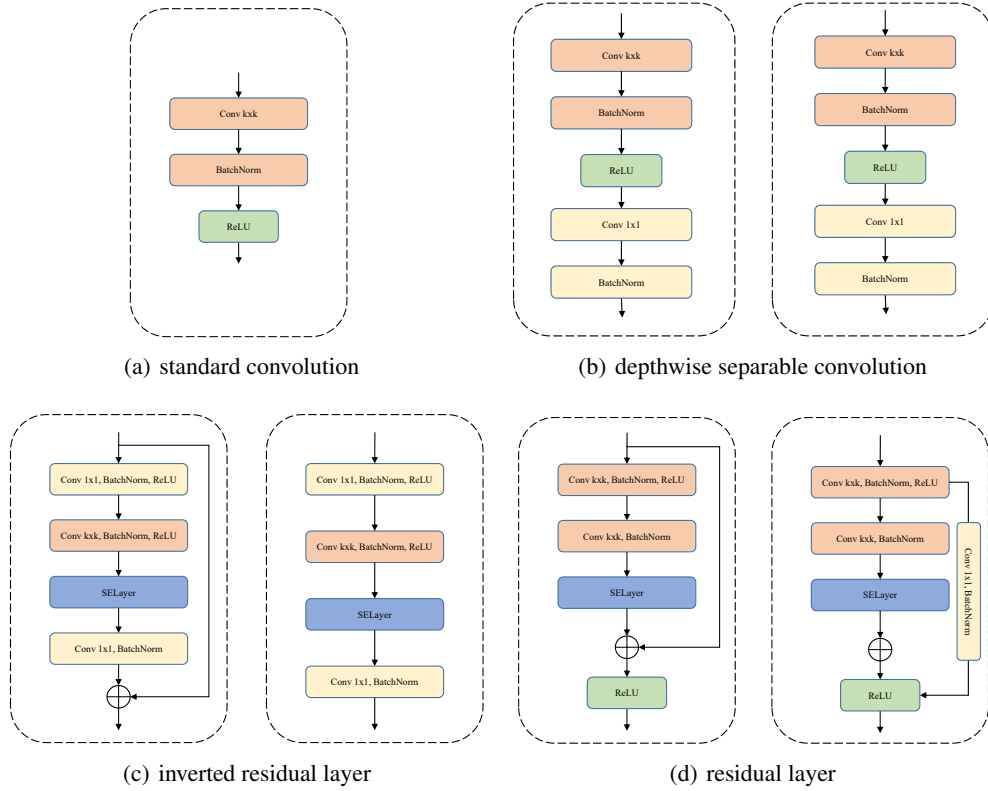 Conv kxk
BatchNorm
ReLU
(a) standard convolution
Conv kxk
BatchNorm
ReLU
Conv 1x1
BatchNorm
Conv kxk
BatchNorm
ReLU
Conv 1x1
BatchNorm
(b) depthwise separable convolution
Conv 1x1, BatchNorm, ReLU
Conv kxk, BatchNorm, ReLU
SELayer
Conv 1x1, BatchNorm
Conv 1x1, BatchNorm, ReLU
Conv kxk, BatchNorm, ReLU
SELayer
Conv 1x1, BatchNorm
(c) inverted residual layer
Conv kxk, BatchNorm, ReLU
Conv kxk, BatchNorm
SELayer
ReLU
Conv kxk, BatchNorm, ReLU
Conv kxk, BatchNorm
SELayer
Conv 1x1, BatchNorm
ReLU
(d) residual layer